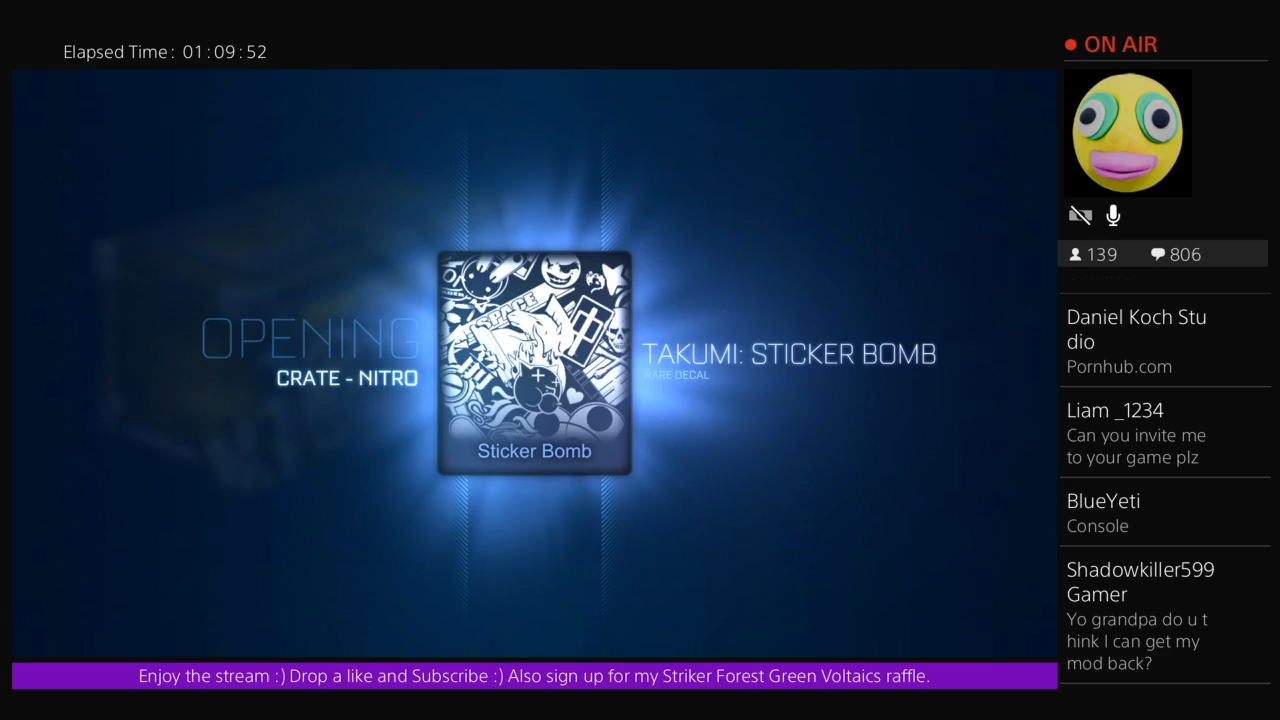 Elapsed Time: 01:09:52
ON AIR
139
806
OPENING
CRATE - NITRO
SPACE
Sticker Bomb
TAKUMI: STICKER BOMB
RARE DECAL
Daniel Koch Stu
dio
Pornhub.com
Liam _1234
Can you invite me
to your game plz
BlueYeti
Console
Shadowkiller599
Gamer
Yo grandpa do u t
hink I can get my
mod back?
Enjoy the stream :) Drop a like and Subscribe :) Also sign up for my Striker Forest Green Voltaics raffle.